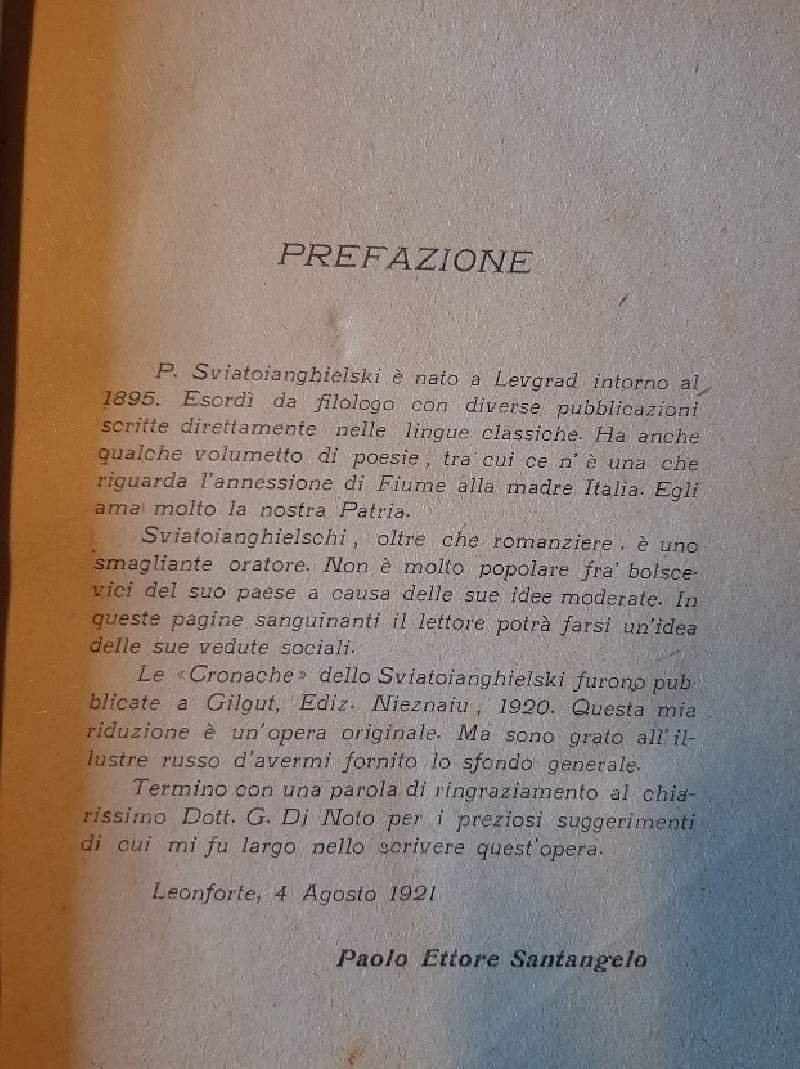 PREFAZIONE
P. Sviatoianghielski è nato a Levgrad intorno al
1895. Esordì da filologo con diverse pubblicazioni
scritte direttamente nelle lingue classiche. Ha anche
qualche volumetto di poesie, tra cui ce n'è una che
riguarda l'annessione di Fiume alla madre Italia. Egli
ama molto la nostra Patria.
Sviatoianghielschi, oltre che romanziere, è uno
smagliante oratore. Non è molto popolare fra' bolsce-
vici del suo paese a causa delle sue idee moderate. In
queste pagine sanguinanti il lettore potrà farsi un'idea
delle sue vedute sociali.
Le «Cronache» dello Sviatoianghielski furono pub-
blicate a Gilgut, Ediz. Nieznaiu, 1920. Questa mia
riduzione è un'opera originale. Ma sono grato all'il-
lustre russo d'avermi fornito lo sfondo generale.
Termino con una parola di ringraziamento al chia-
rissimo Dott. G. Di Noto per i preziosi suggerimenti
di cui mi fu largo nello scrivere quest'opera.
Leonforte, 4 Agosto 1921
Paolo Ettore Santangelo